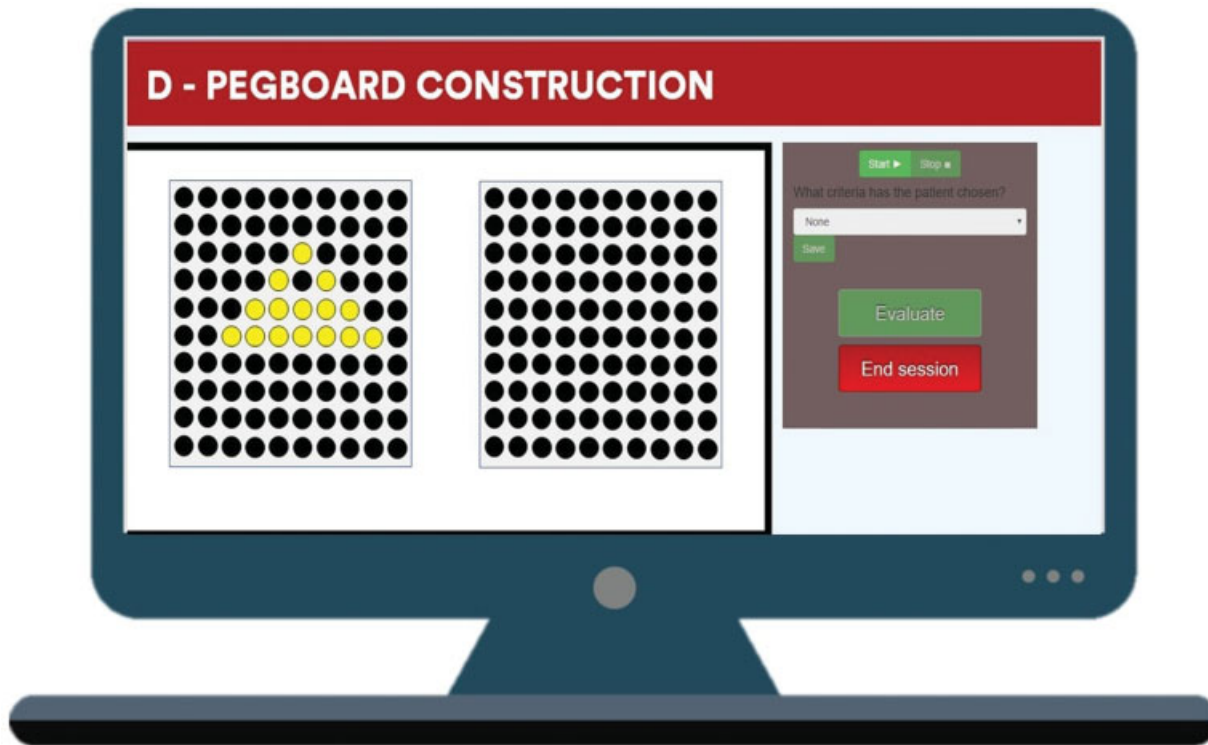 D - PEGBOARD CONSTRUCTION
Start ▶ Stop ■
What criteria has the patient chosen?
None
Save
Evaluate
End session